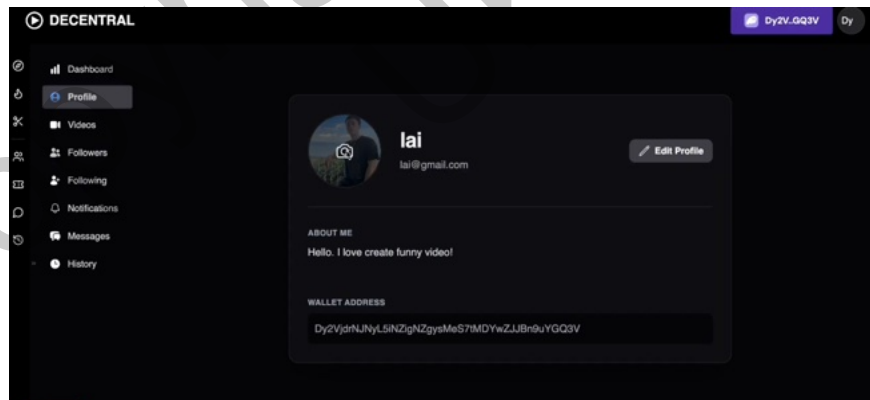 DECENTRAL
Dy2V..GQ3V
Dy
Dashboard
Profile
Videos
Followers
Following
Notifications
Messages
History
lai
lai@gmail.com
Edit Profile
ABOUT ME
Hello. I love create funny video!
WALLET ADDRESS
Dy2VjdrNJNyL5iNZigNZgysMeS7tMDYwZJJBn9uYGQ3V